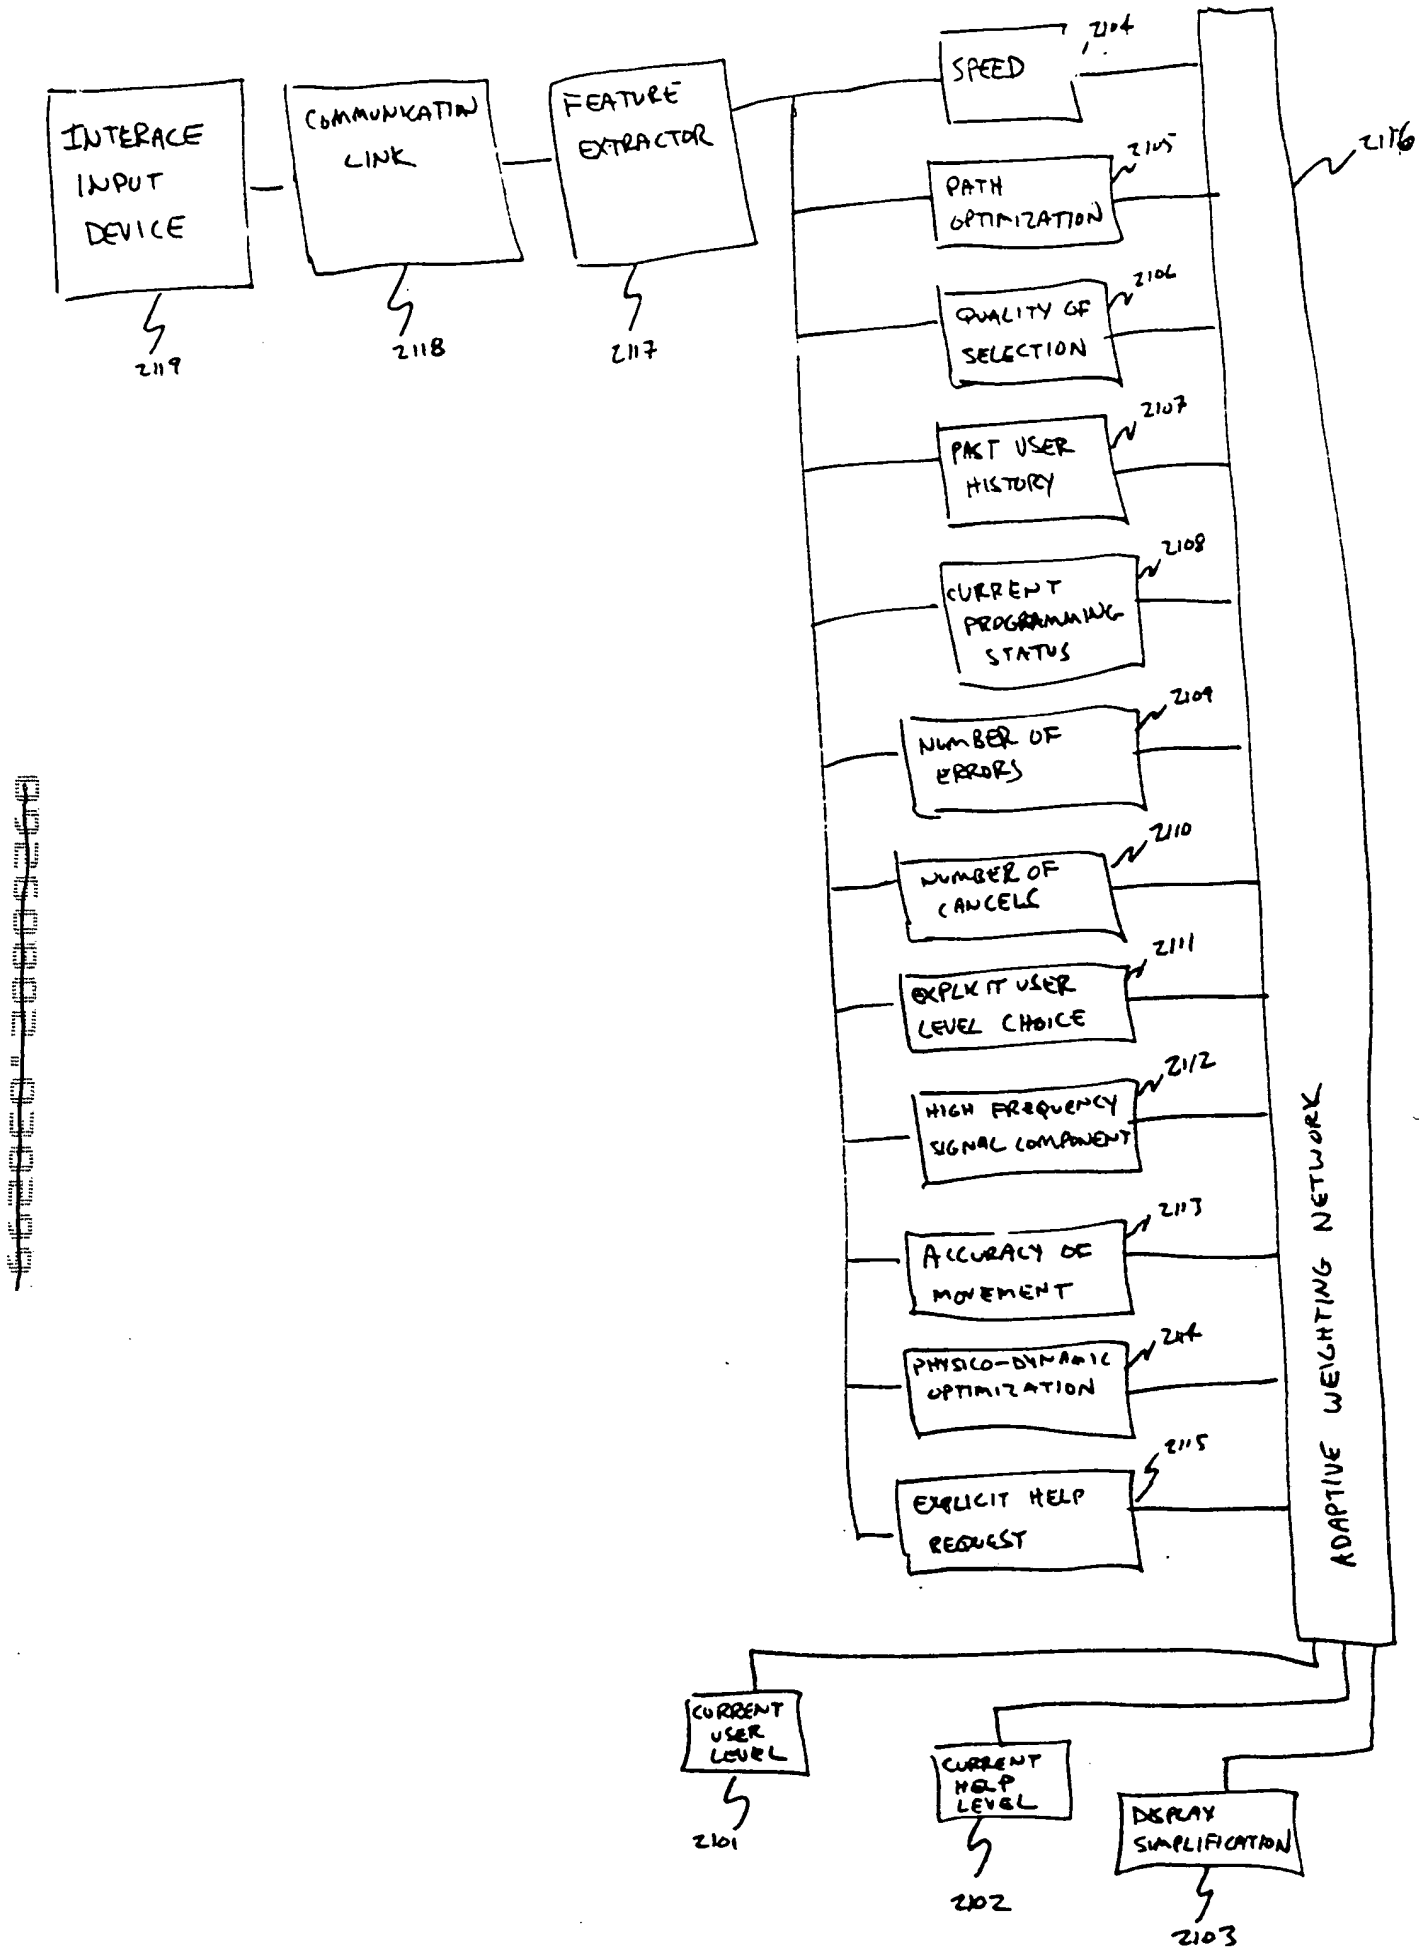 INTERACE
INPUT
DEVICE
2119
COMMUNICATION
LINK
2118
FEATURE
EXTRACTOR
2117
SPEED
2104
PATH
OPTIMIZATION
2105
QUALITY OF
SELECTION
2106
PAST USER
HISTORY
2107
CURRENT
PROGRAMMING
STATUS
2108
NUMBER OF
ERRORS
2109
NUMBER OF
CANCELS
2110
EXPLICIT USER
LEVEL CHOICE
2111
HIGH FREQUENCY
SIGNAL COMPONENT
2112
ACCURACY OF
MOVEMENT
2113
PHYSICO-DYNAMIC
OPTIMIZATION
2114
EXPLICIT HELP
REQUEST
2115
2116
ADAPTIVE WEIGHTING NETWORK
CURRENT
USER
LEVEL
2101
CURRENT
HELP
LEVEL
2102
DISPLAY
SIMPLIFICATION
2103